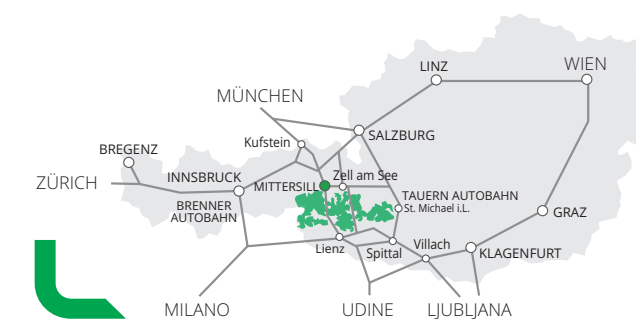 LINZ
WIEN
MÜNCHEN
SALZBURG
Kufstein
BREGENZ
ZÜRICH
INNSBRUCK
MITTERSILL
Zell am See
BRENNER
AUTOBAHN
TAUERN AUTOBAHN
St. Michael i.L.
GRAZ
Lienz
Spittal
Villach
KLAGENFURT
MILANO
UDINE
LJUBLJANA